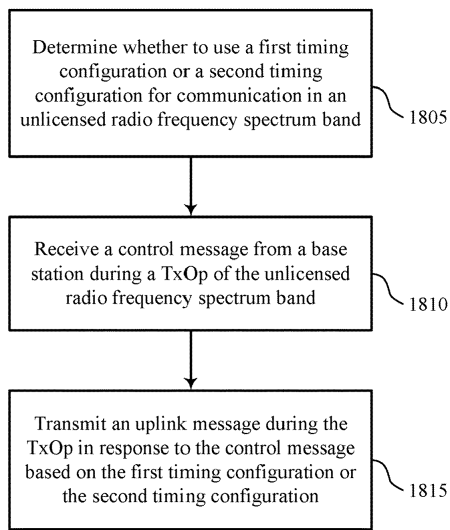 Determine whether to use a first timing
configuration or a second timing
configuration for communication in an
unlicensed radio frequency spectrum band
1805
Receive a control message from a base
station during a TxOp of the unlicensed
radio frequency spectrum band
1810
Transmit an uplink message during the
TxOp in response to the control message
based on the first timing configuration or
the second timing configuration
1815